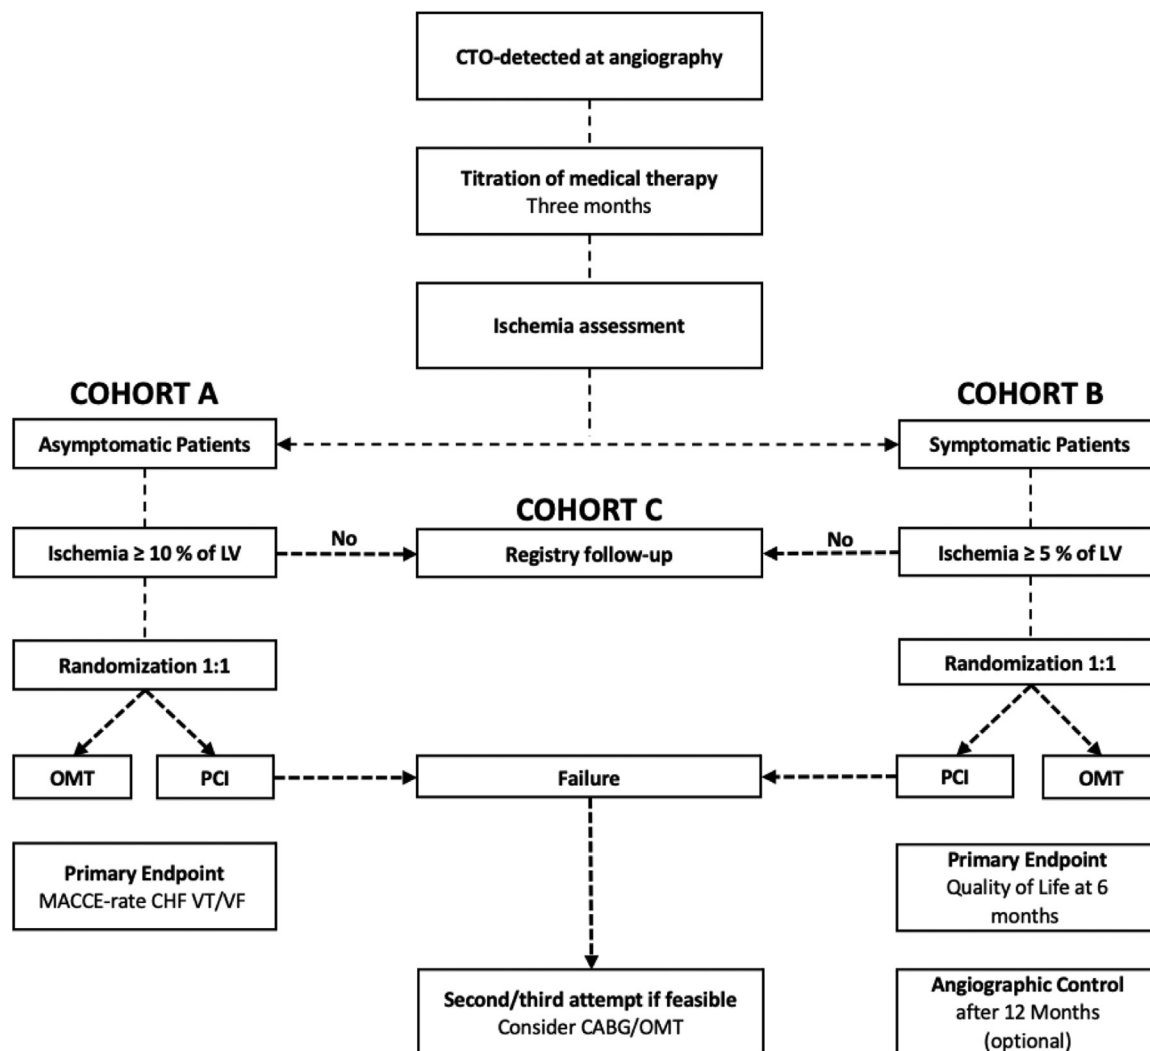 CTO-detected at angiography
Titration of medical therapy
Three months
Ischemia assessment
COHORT A
COHORT B
Asymptomatic Patients
Symptomatic Patients
COHORT C
Ischemia ≥ 10 % of LV
No
Registry follow-up
No
Ischemia ≥ 5 % of LV
Randomization 1:1
Randomization 1:1
OMT
PCI
Failure
PCI
OMT
Primary Endpoint
MACCE-rate CHF VT/VF
Primary Endpoint
Quality of Life at 6
months
Second/third attempt if feasible
Consider CABG/OMT
Angiographic Control
after 12 Months
(optional)